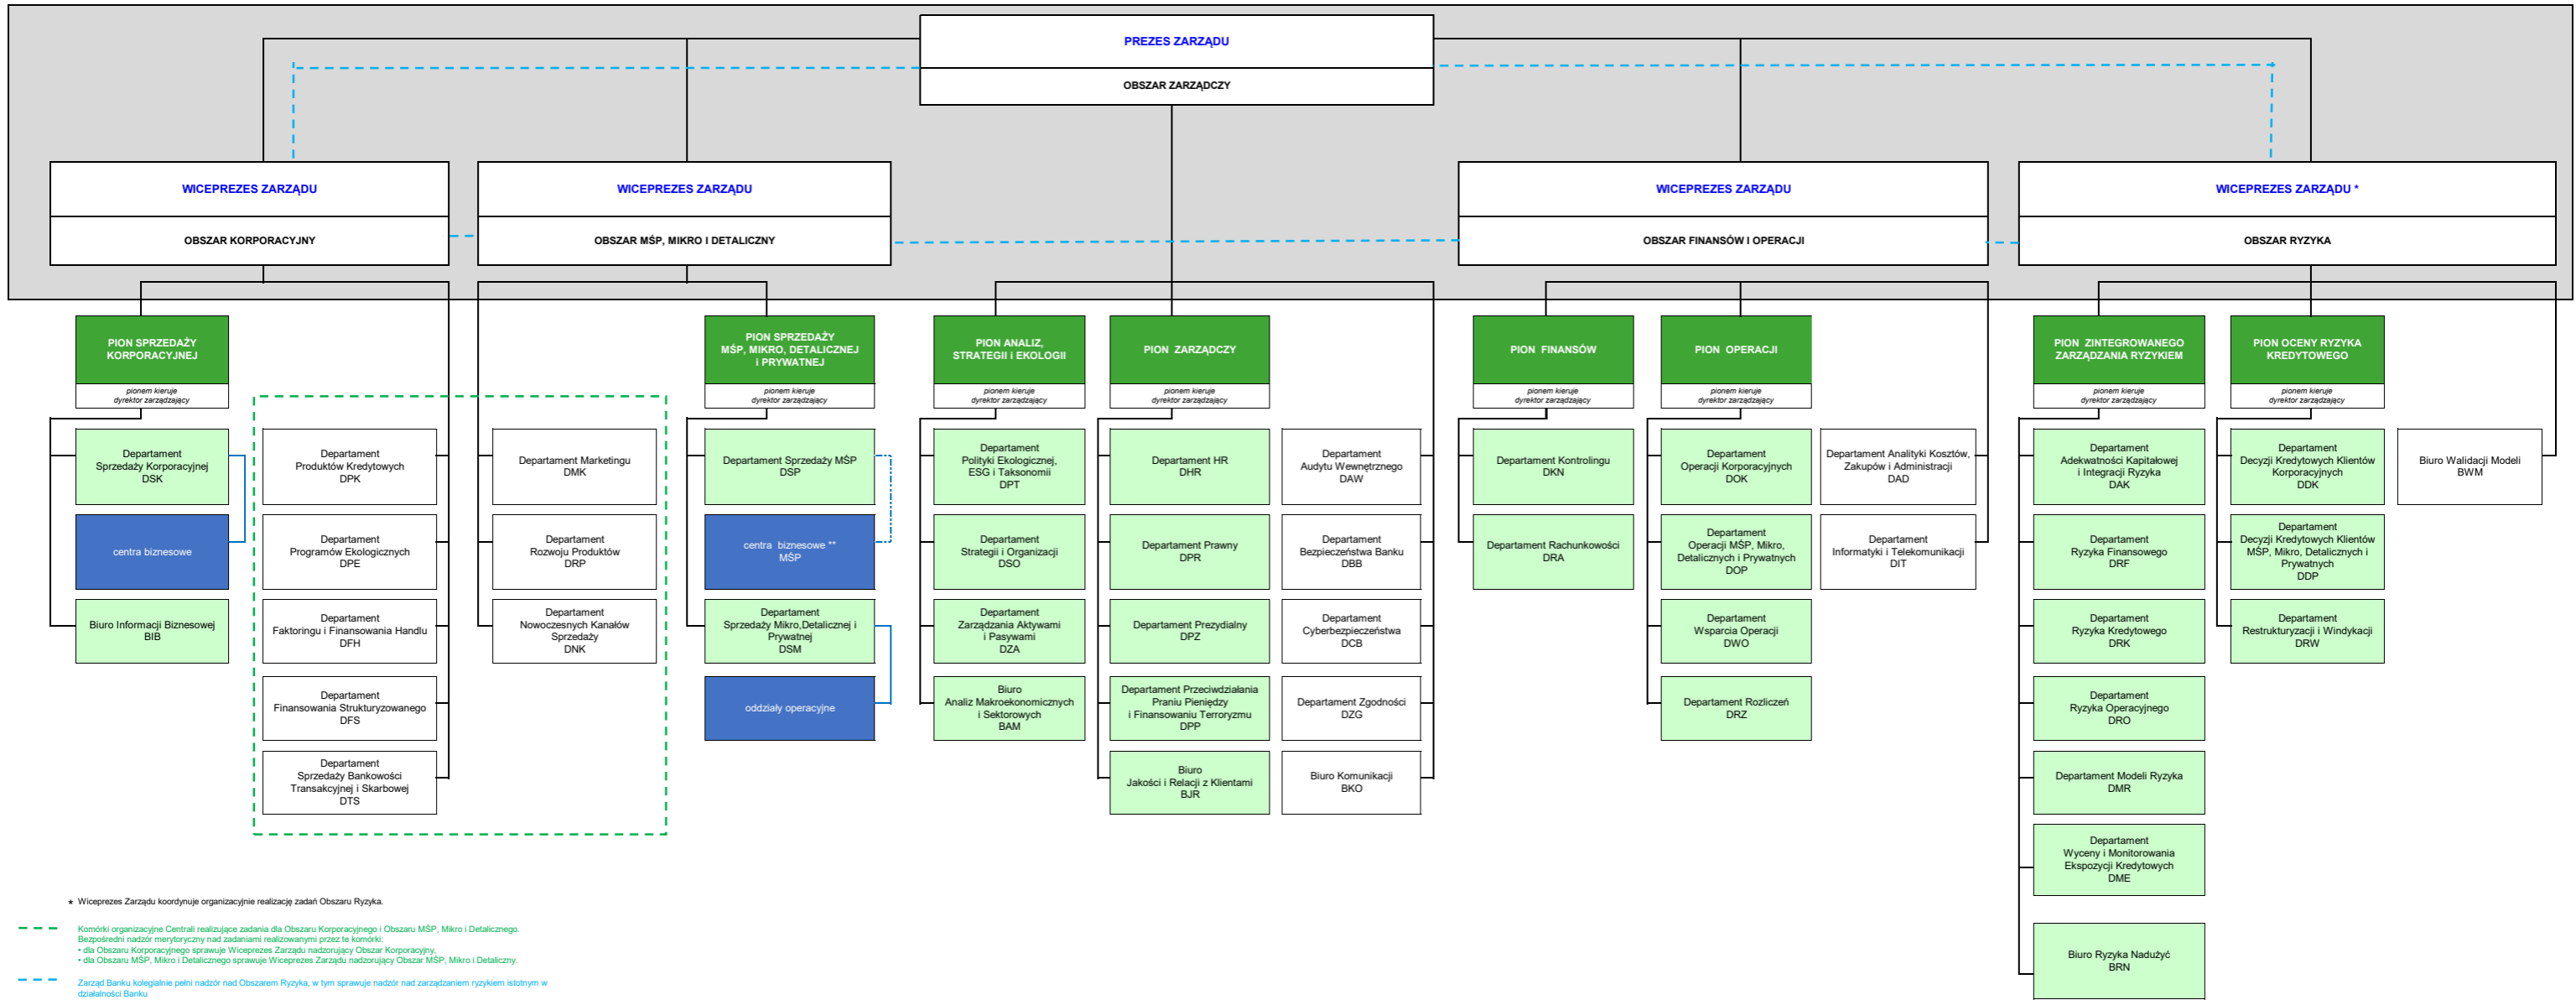 PREZES ZARZĄDU
OBSZAR ZARZĄDCZY
WICEPREZES ZARZĄDU
OBSZAR KORPORACYJNY
WICEPREZES ZARZĄDU
OBSZAR MŚP, MIKRO I DETALICZNY
WICEPREZES ZARZĄDU
OBSZAR FINANSÓW I OPERACJI
WICEPREZES ZARZĄDU *
OBSZAR RYZYKA
PION SPRZEDAŻY
KORPORACYJNEJ
pionem kieruje
dyrektor zarządzający
Departament
Sprzedaży Korporacyjnej
DSK
centra biznesowe
Biuro Informacji Biznesowej
BIB
Departament
Produktów Kredytowych
DPK
Departament
Programów Ekologicznych
DPE
Departament
Faktoringu i Finansowania Handlu
DFH
Departament
Finansowania Strukturyzowanego
DFS
Departament
Sprzedaży Bankowości
Transakcyjnej i Skarbowej
DTS
Departament Marketingu
DMK
Departament
Rozwoju Produktów
DRP
Departament
Nowoczesnych Kanałów
Sprzedaży
DNK
PION SPRZEDAŻY
MŚP, MIKRO, DETALICZNEJ
i PRYWATNEJ
pionem kieruje
dyrektor zarządzający
Departament Sprzedaży MŚP
DSP
centra biznesowe **
MŚP
Departament
Sprzedaży Mikro,Detalicznej i
Prywatnej
DSM
oddziały operacyjne
PION ANALIZ,
STRATEGII i EKOLOGII
pionem kieruje
dyrektor zarządzający
Departament
Polityki Ekologicznej,
ESG i Taksonomii
DPT
Departament
Strategii i Organizacji
DSO
Departament
Zarządzania Aktywami
i Pasywami
DZA
Biuro
Analiz Makroekonomicznych
i Sektorowych
BAM
PION ZARZĄDCZY
pionem kieruje
dyrektor zarządzający
Departament HR
DHR
Departament Prawny
DPR
Departament Prezydialny
DPZ
Departament Przeciwdziałania
Praniu Pieniędzy
i Finansowaniu Terroryzmu
DPP
Biuro
Jakości i Relacji z Klientami
BJR
Departament
Audytu Wewnętrznego
DAW
Departament
Bezpieczeństwa Banku
DBB
Departament
Cyberbezpieczeństwa
DCB
Departament Zgodności
DZG
Biuro Komunikacji
BKO
PION FINANSÓW
pionem kieruje
dyrektor zarządzający
Departament Kontrolingu
DKN
Departament Rachunkowości
DRA
PION OPERACJI
pionem kieruje
dyrektor zarządzający
Departament
Operacji Korporacyjnych
DOK
Departament
Operacji MŚP, Mikro,
Detalicznych i Prywatnych
DOP
Departament
Wsparcia Operacji
DWO
Departament Rozliczeń
DRZ
Departament Analityki Kosztów,
Zakupów i Administracji
DAD
Departament
Informatyki i Telekomunikacji
DIT
PION ZINTEGROWANEGO
ZARZĄDZANIA RYZYKIEM
pionem kieruje
dyrektor zarządzający
Departament
Adekwatności Kapitałowej
i Integracji Ryzyka
DAK
Departament
Ryzyka Finansowego
DRF
Departament
Ryzyka Kredytowego
DRK
Departament
Ryzyka Operacyjnego
DRO
Departament Modeli Ryzyka
DMR
Departament
Wyceny i Monitorowania
Ekspozycji Kredytowych
DME
Biuro Ryzyka Nadużyć
BRN
PION OCENY RYZYKA
KREDYTOWEGO
pionem kieruje
dyrektor zarządzający
Departament
Decyzji Kredytowych Klientów
Korporacyjnych
DDK
Departament
Decyzji Kredytowych Klientów
MŚP, Mikro, Detalicznych i
Prywatnych
DDP
Departament
Restrukturyzacji i Windykacji
DRW
Biuro Walidacji Modeli
BWM
* Wiceprezes Zarządu koordynuje organizacyjnie realizację zadań Obszaru Ryzyka.
Komórki organizacyjne Centrali realizujące zadania dla Obszaru Korporacyjnego i Obszaru MŚP, Mikro i Detalicznego.
Bezpośredni nadzór merytoryczny nad zadaniami realizowanymi przez te komórki:
• dla Obszaru Korporacyjnego sprawuje Wiceprezes Zarządu nadzorujący Obszar Korporacyjny,
• dla Obszaru MŚP, Mikro i Detalicznego sprawuje Wiceprezes Zarządu nadzorujący Obszar MŚP, Mikro i Detaliczny.
Zarząd Banku kolegialnie pełni nadzór nad Obszarem Ryzyka, w tym sprawuje nadzór nad zarządzaniem ryzykiem istotnym w
działalności Banku